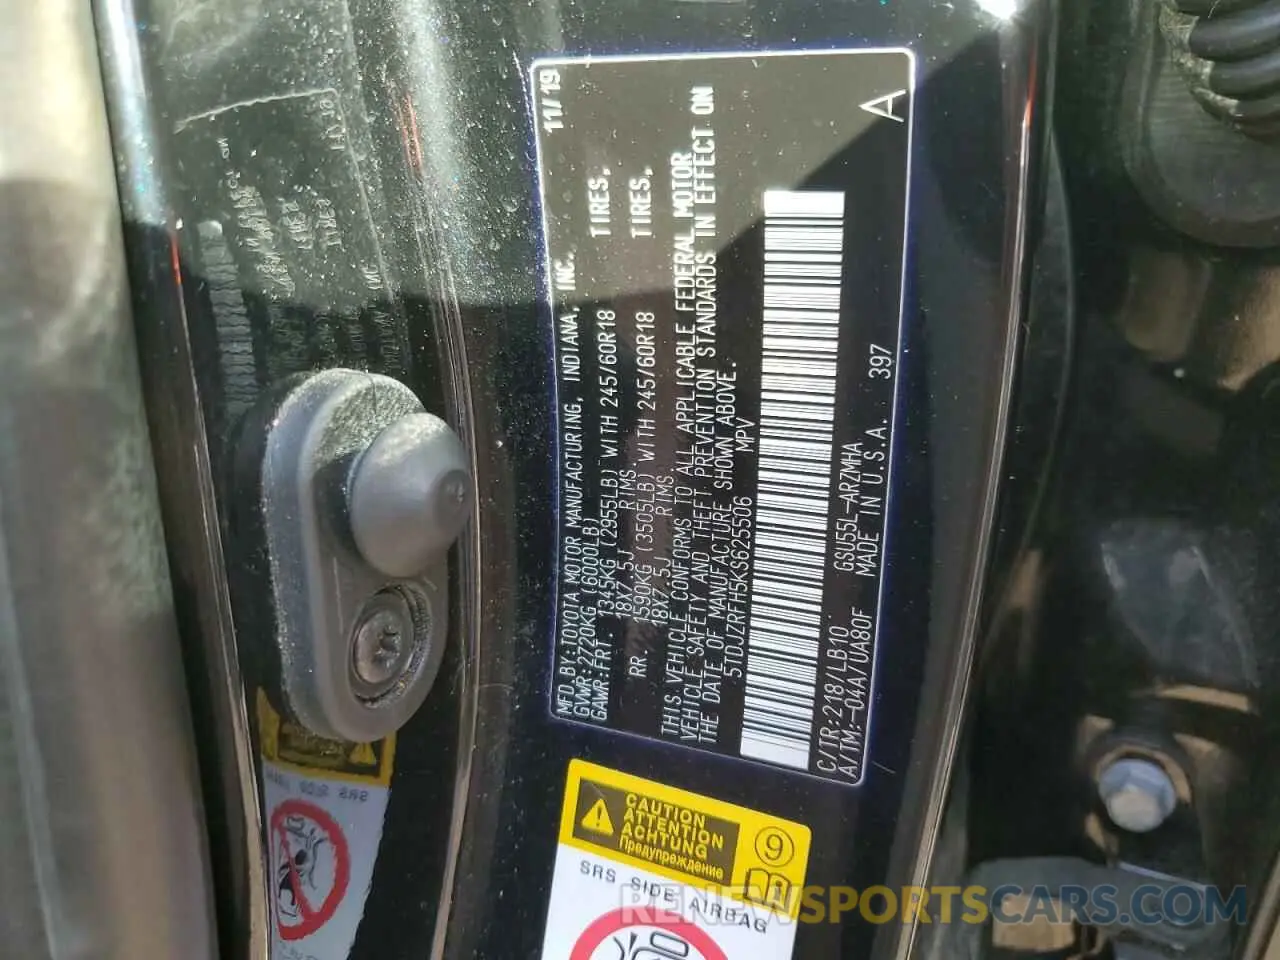 MFD.BY:TOYOTA MOTOR MANUFACTURING, INDIANA, INC. 11/19
GVWR:2720KG (6000LB)
GAWR:FRT. 1345KG (2955LB) WITH 245/60R18 TIRES,
18X7.5J RIMS.
RR. 1590KG (3505LB) WITH 245/60R18 TIRES,
18X7.5J RIMS.
THIS VEHICLE CONFORMS TO ALL APPLICABLE FEDERAL MOTOR
VEHICLE SAFETY AND THEFT PREVENTION STANDARDS IN EFFECT ON
THE DATE OF MANUFACTURE SHOWN ABOVE.
5TDJZRFH5KS625506 MPV
A
C/TR:218/LB10 GSU55L-ARZMHA
A/TM:-04A/UA80F MADE IN U.S.A. 397
CAUTION
ATTENTION
ACHTUNG
Предупреждение
9
SRS SIDE AIRBAG
RENEWSPORTSCARS.COM